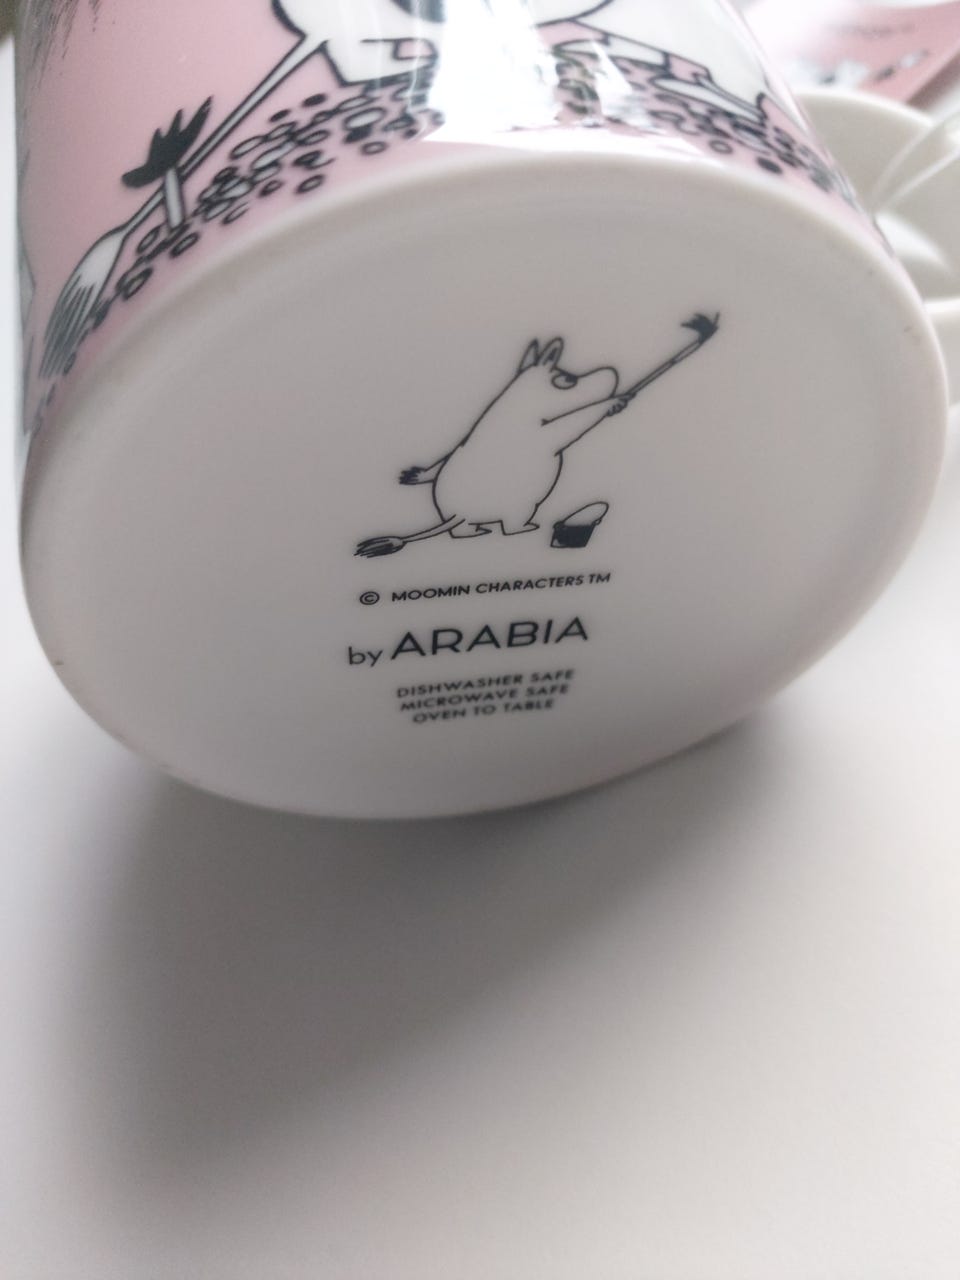 © MOOMIN CHARACTERS TM
by ARABIA
DISHWASHER SAFE
MICROWAVE SAFE
OVEN TO TABLE